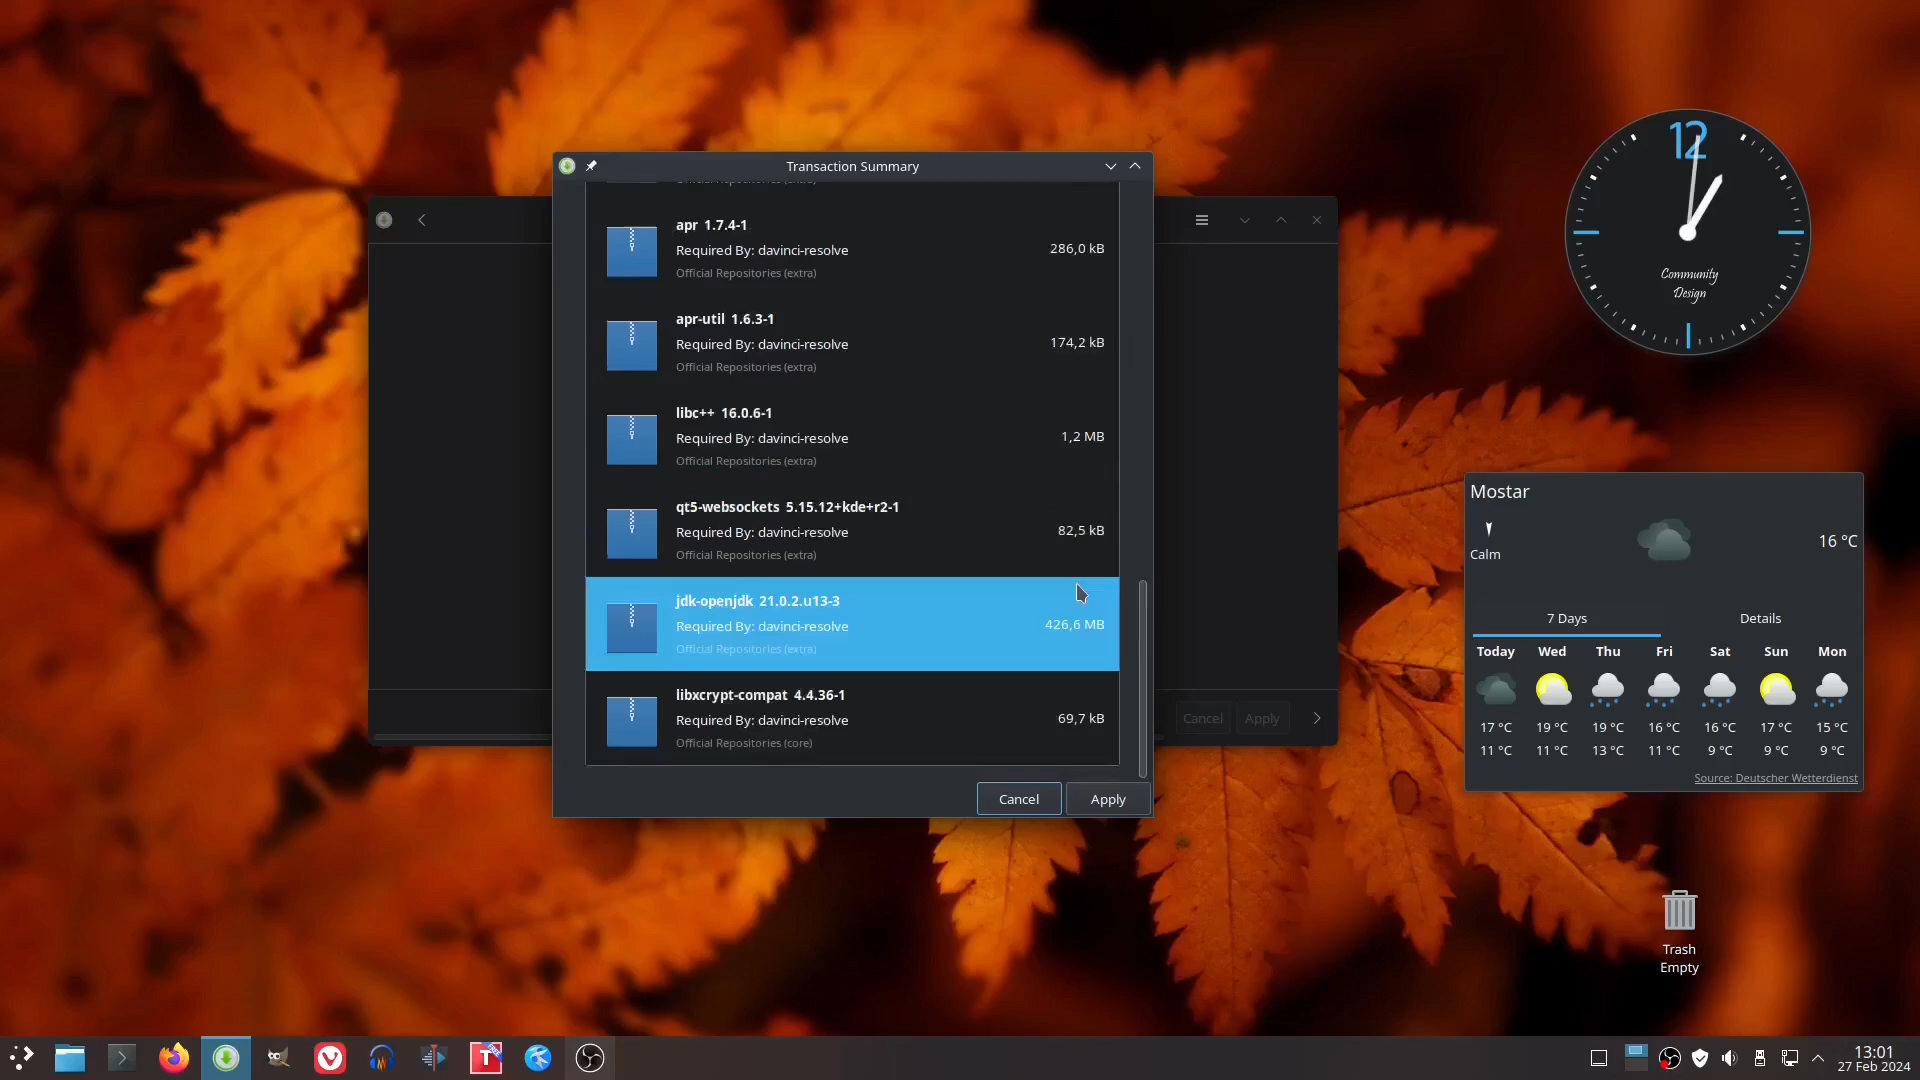 Transaction Summary
Official Repositories (extra)
apr 1.7.4-1
Required By: davinci-resolve
286,0 kB
Official Repositories (extra)
apr-util 1.6.3-1
Required By: davinci-resolve
174,2 kB
Official Repositories (extra)
libc++ 16.0.6-1
Required By: davinci-resolve
1,2 MB
Official Repositories (extra)
qt5-websockets 5.15.12+kde+r2-1
Required By: davinci-resolve
82,5 kB
Official Repositories (extra)
jdk-openjdk 21.0.2.u13-3
Required By: davinci-resolve
426,6 MB
Official Repositories (extra)
libxcrypt-compat 4.4.36-1
Required By: davinci-resolve
69,7 kB
Official Repositories (core)
Cancel Apply
Cancel Apply
12
Community
Design
Mostar
Calm
16 °C
7 Days Details
Today Wed Thu Fri Sat Sun Mon
17 °C 19 °C 19 °C 16 °C 16 °C 17 °C 15 °C
11 °C 11 °C 13 °C 11 °C 9 °C 9 °C 9 °C
Source: Deutscher Wetterdienst
Trash
Empty
T FREE
13:01
27 Feb 2024